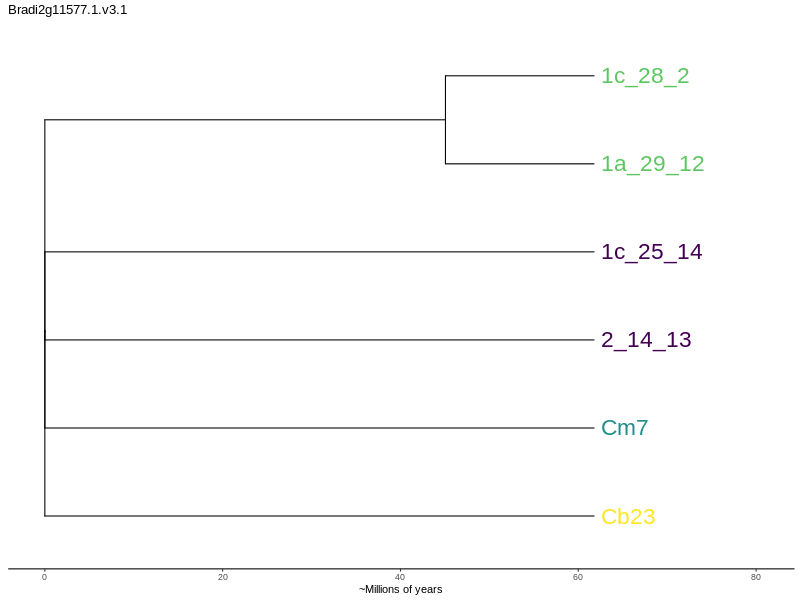 Bradi2g11577.1.v3.1
1c_28_2
1a_29_12
1c_25_14
2_14_13
Cm7
Cb23
0 20 40 60 80
~Millions of years